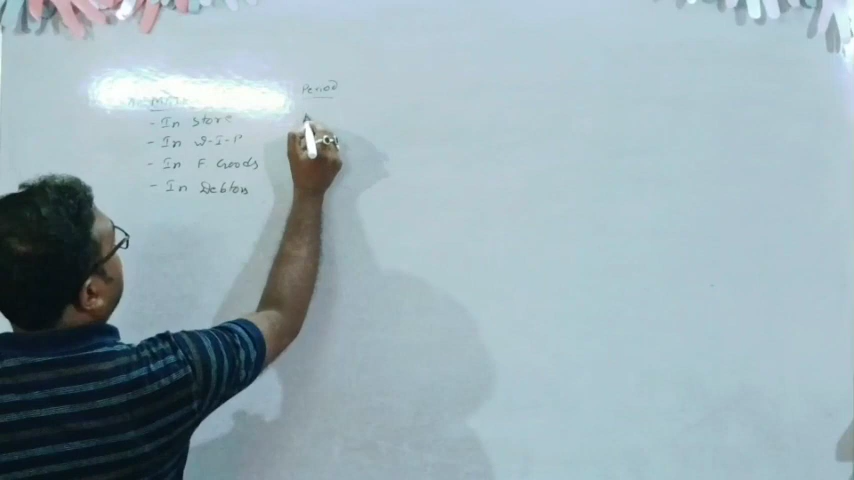 Period
- In store
- In W-I-P
- In F Goods
- In Debtors